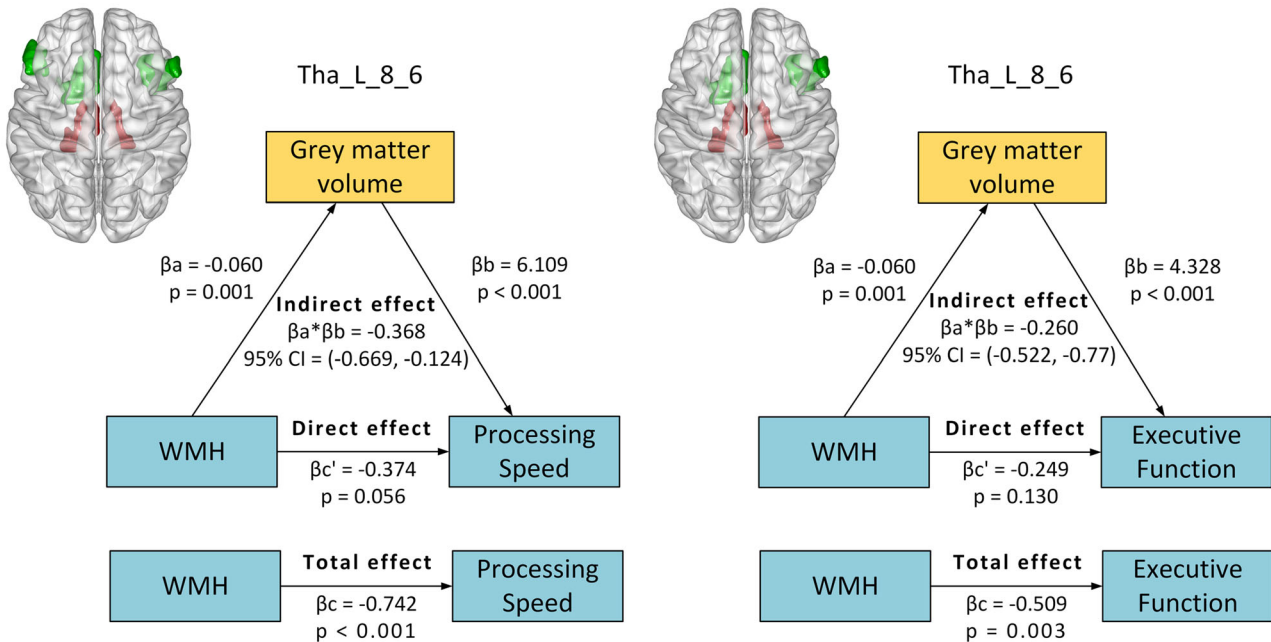 Tha_L_8_6
Grey matter
volume
βa = -0.060
p = 0.001
βb = 6.109
p < 0.001
Indirect effect
βa*βb = -0.368
95% CI = (-0.669, -0.124)
WMH
Direct effect
βc' = -0.374
p = 0.056
Processing
Speed
WMH
Total effect
βc = -0.742
p < 0.001
Processing
Speed
Tha_L_8_6
Grey matter
volume
βa = -0.060
p = 0.001
βb = 4.328
p < 0.001
Indirect effect
βa*βb = -0.260
95% CI = (-0.522, -0.77)
WMH
Direct effect
βc' = -0.249
p = 0.130
Executive
Function
WMH
Total effect
βc = -0.509
p = 0.003
Executive
Function